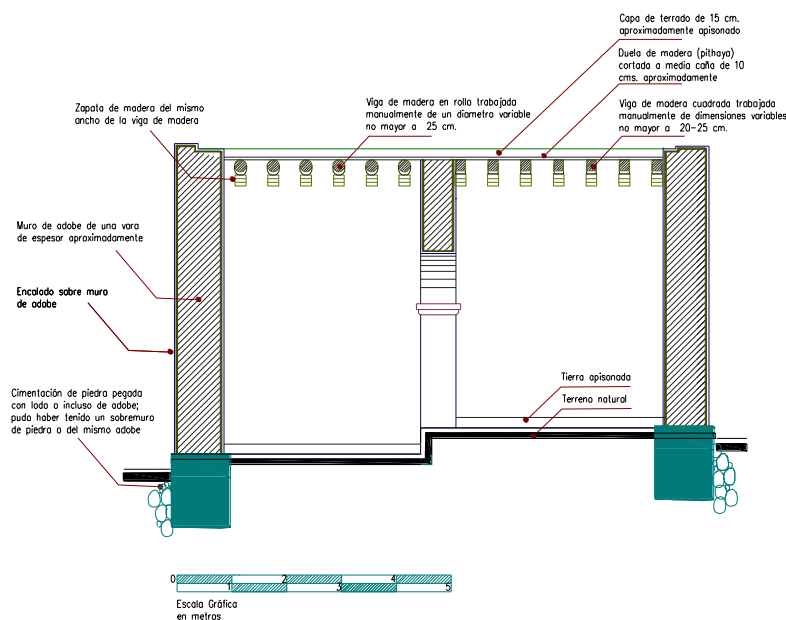 Capa de terrado de 15 cm.
aproximadamente apisonado
Duela de madera (pithaya)
cortada a media caña de 10
cms. aproximadamente
Zapata de madera del mismo
ancho de la viga de madera
Viga de madera en rollo trabajada
manualmente de un diametro variable
no mayor a 25 cm.
Viga de madera cuadrada trabajada
manualmente de dimensiones variables
no mayor a 20-25 cm.
Muro de adobe de una vara
de espesor aproximadamente
Encalado sobre muro
de adobe
Cimentación de piedra pegada
con lodo o incluso de adobe;
pudo haber tenido un sobremuro
de piedra o del mismo adobe
Tierra apisonada
Terreno natural
0 2 4
1 3 5
Escala Gráfica
en metros